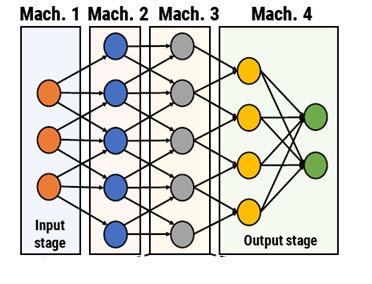 Mach. 1 Mach. 2 Mach. 3 Mach. 4
Input
stage
Output stage